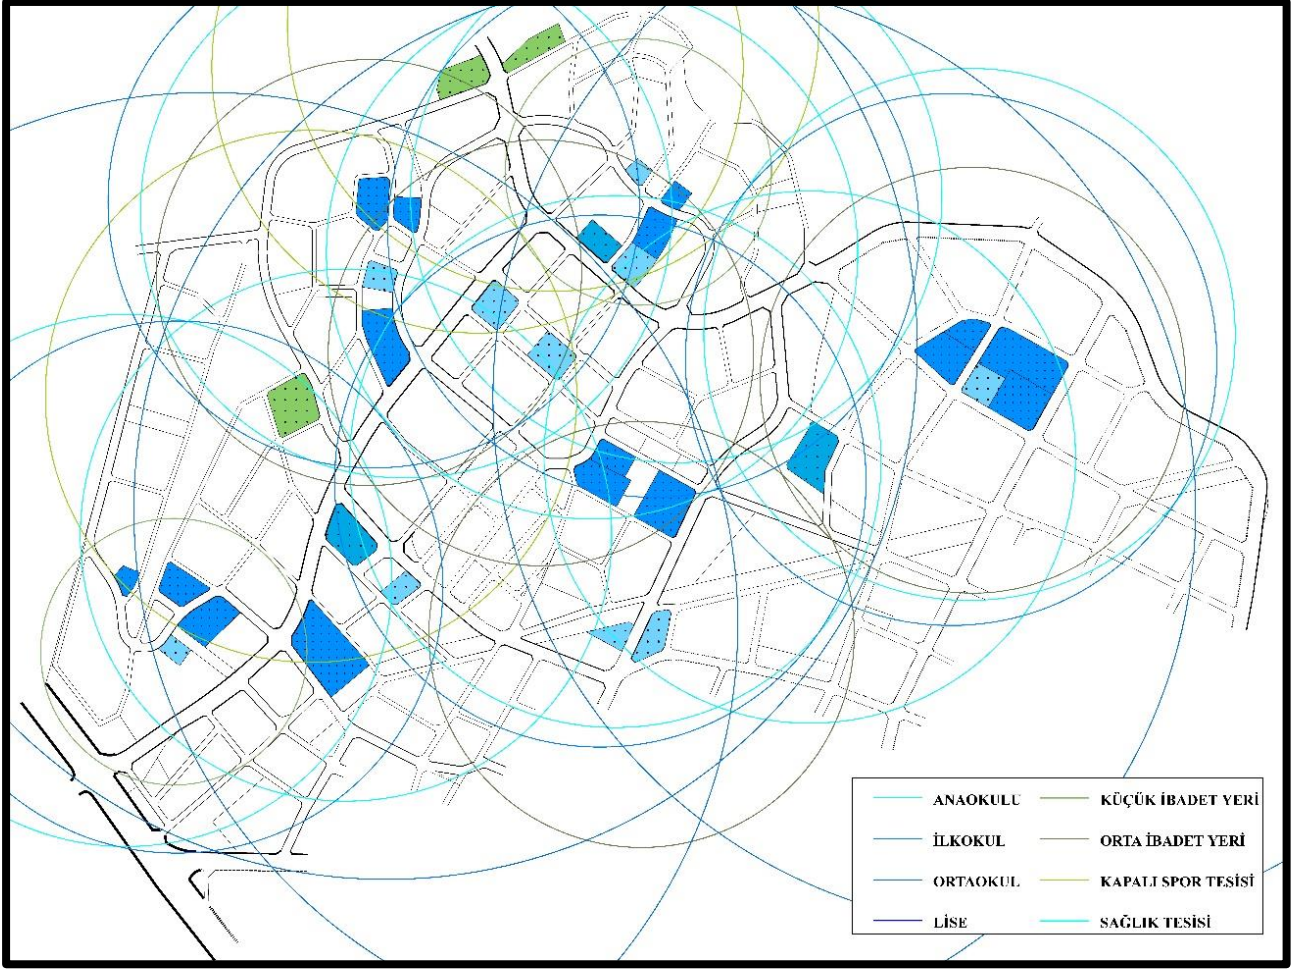 ANAOKULU
KÜÇÜK İBADET YERİ
İLKOKUL
ORTA İBADET YERİ
ORTAOKUL
KAPALI SPOR TESİSİ
LİSE
SAĞLIK TESİSİ